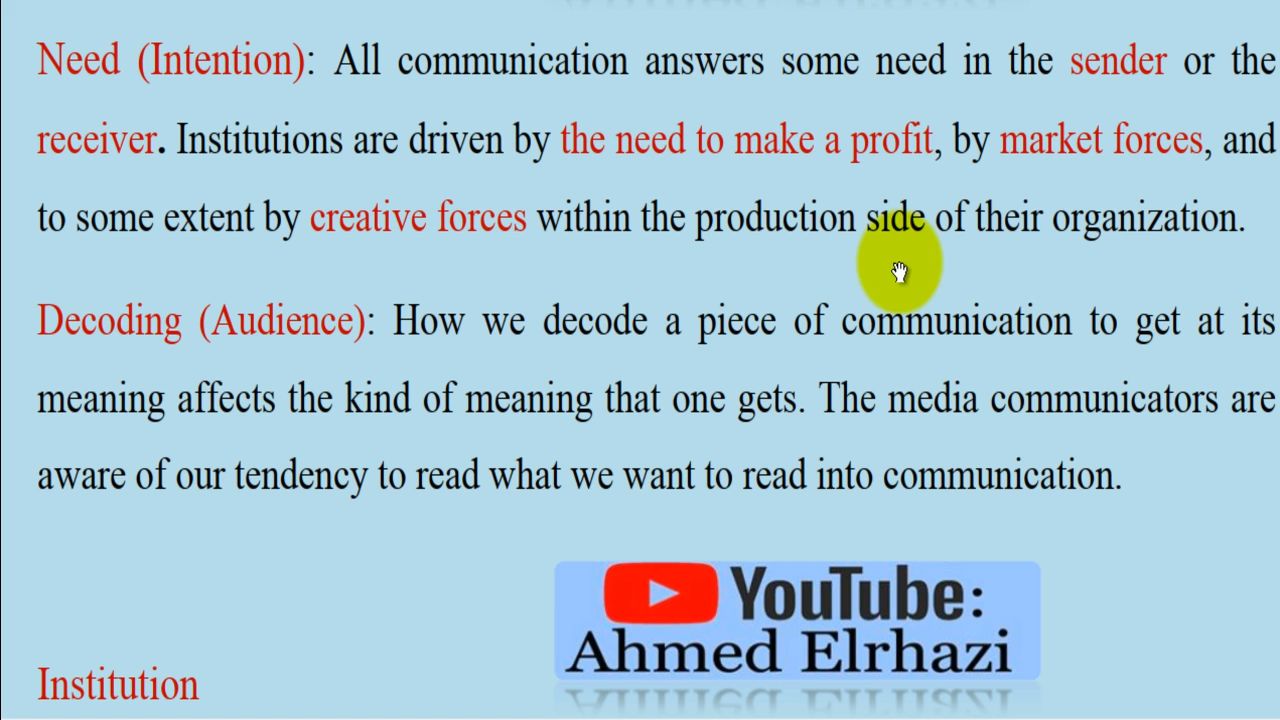 Need (Intention): All communication answers some need in the sender or the
receiver. Institutions are driven by the need to make a profit, by market forces, and
to some extent by creative forces within the production side of their organization.
Decoding (Audience): How we decode a piece of communication to get at its
meaning affects the kind of meaning that one gets. The media communicators are
aware of our tendency to read what we want to read into communication.
YouTube:
Ahmed Elrhazi
Institution